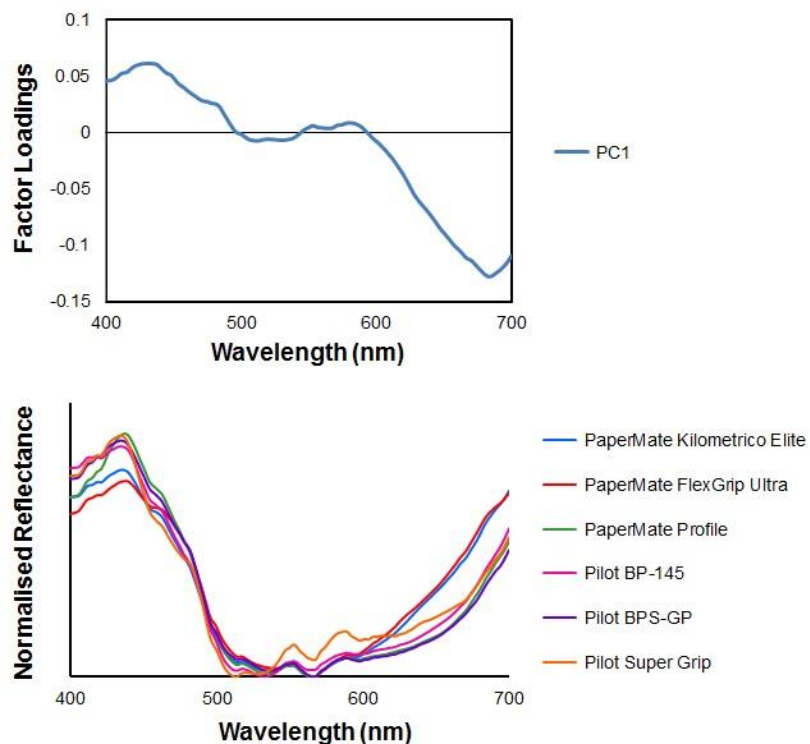 0.1
0.05
0
-0.05
-0.1
-0.15
Factor Loadings
400 500 600 700
Wavelength (nm)
PC1
Normalised Reflectance
400 500 600 700
Wavelength (nm)
PaperMate Kilometrico Elite
PaperMate FlexGrip Ultra
PaperMate Profile
Pilot BP-145
Pilot BPS-GP
Pilot Super Grip